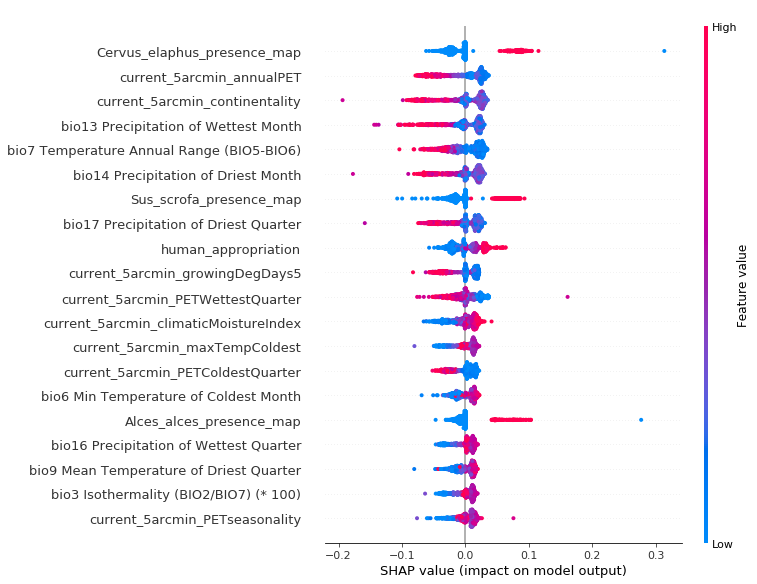 High
Cervus_elaphus_presence_map
current_5arcmin_annualPET
current_5arcmin_continentality
bio13 Precipitation of Wettest Month
bio7 Temperature Annual Range (BIO5-BIO6)
bio14 Precipitation of Driest Month
Sus_scrofa_presence_map
bio17 Precipitation of Driest Quarter
human_appropriation
current_5arcmin_growingDegDays5
current_5arcmin_PETWettestQuarter
current_5arcmin_climaticMoistureIndex
current_5arcmin_maxTempColdest
current_5arcmin_PETColdestQuarter
bio6 Min Temperature of Coldest Month
Alces_alces_presence_map
bio16 Precipitation of Wettest Quarter
bio9 Mean Temperature of Driest Quarter
bio3 Isothermality (BIO2/BIO7) (* 100)
current_5arcmin_PETseasonality
Feature value
Low
−0.2 −0.1 0.0 0.1 0.2 0.3
SHAP value (impact on model output)